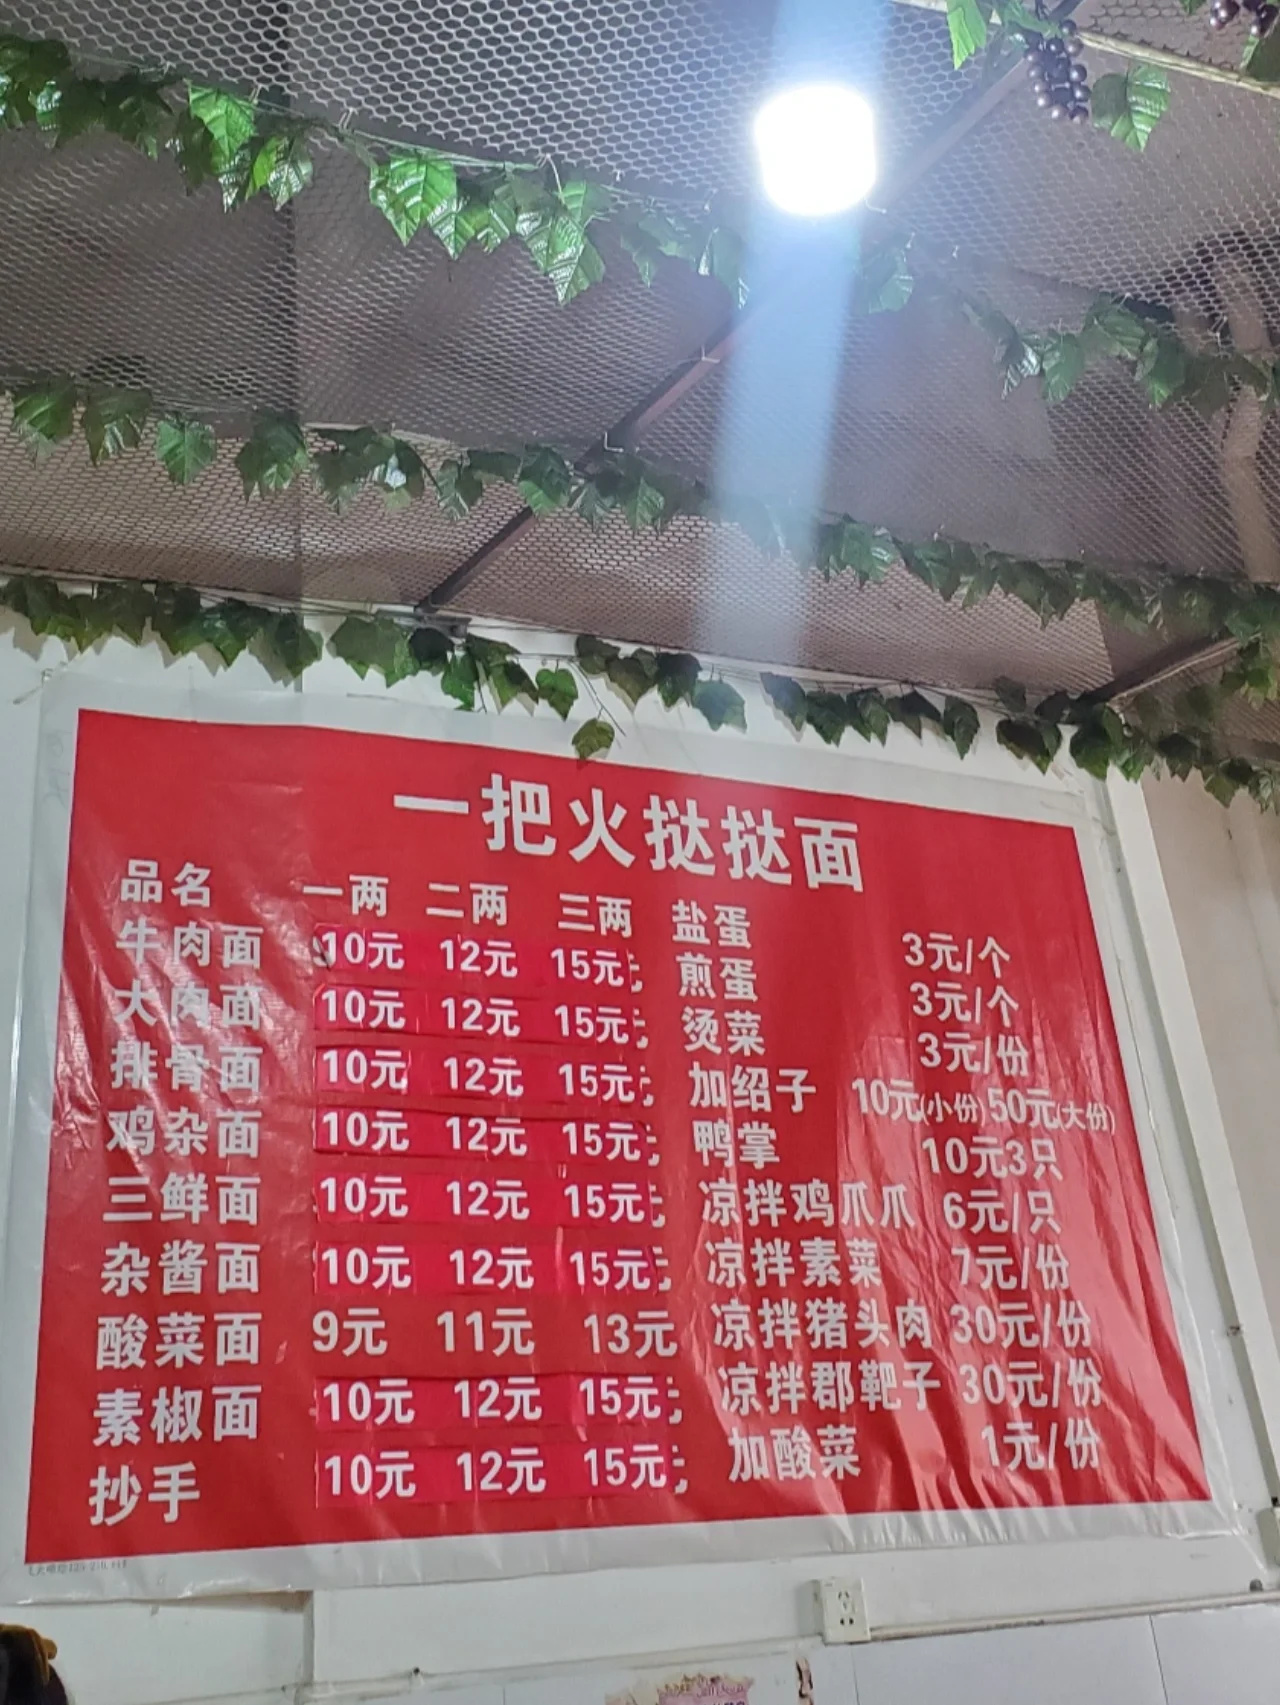 一把火挞挞面
品名 一两 二两 三两
牛肉面 10元 12元 15元
大肉面 10元 12元 15元
排骨面 10元 12元 15元
鸡杂面 10元 12元 15元
三鲜面 10元 12元 15元
杂酱面 10元 12元 15元
酸菜面 9元 11元 13元
素椒面 10元 12元 15元
抄手 10元 12元 15元
盐蛋 3元/个
煎蛋 3元/个
烫菜 3元/份
加绍子 10元(小份)50元(大份)
鸭掌 10元3只
凉拌鸡爪爪 6元/只
凉拌素菜 7元/份
凉拌猪头肉 30元/份
凉拌郡靶子 30元/份
加酸菜 1元/份